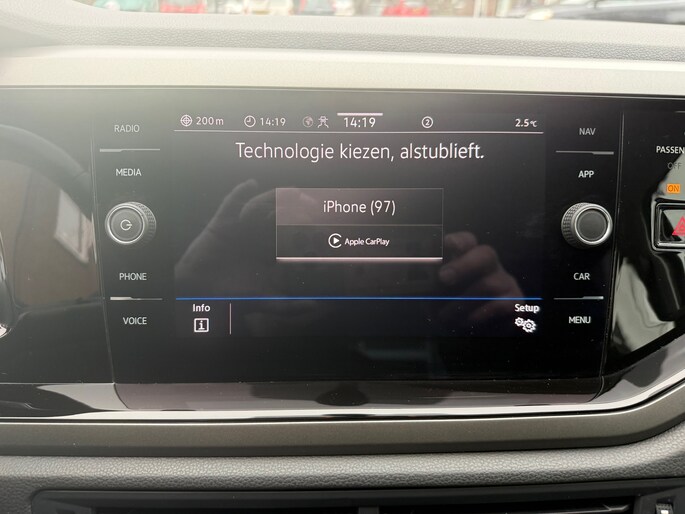 RADIO
MEDIA
PHONE
VOICE
200 m 14:19 14:19 2 2.5 °C
Technologie kiezen, alstublieft.
iPhone (97)
Apple CarPlay
Info
i
Setup
NAV
APP
CAR
MENU
PASSEN
OFF
ON